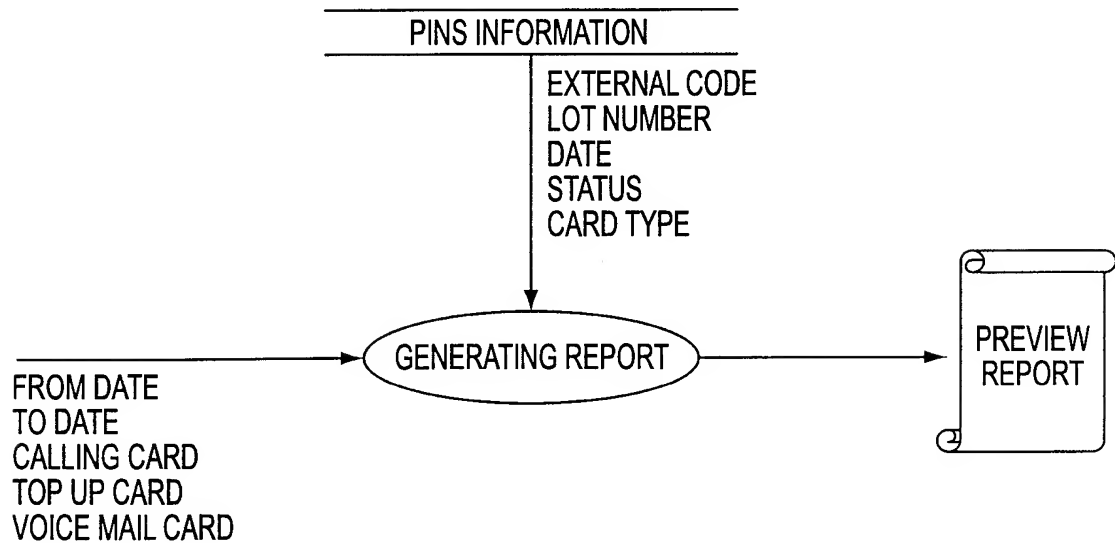 PINS INFORMATION
EXTERNAL CODE
LOT NUMBER
DATE
STATUS
CARD TYPE
GENERATING REPORT
PREVIEW
REPORT
FROM DATE
TO DATE
CALLING CARD
TOP UP CARD
VOICE MAIL CARD